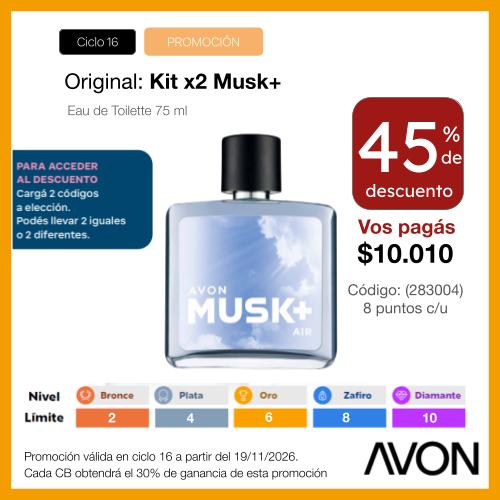 Ciclo 16 PROMOCIÓN
Original: Kit x2 Musk+
Eau de Toilette 75 ml
PARA ACCEDER
AL DESCUENTO
Cargá 2 códigos
a elección.
Podés llevar 2 iguales
o 2 diferentes.
45% de
descuento
Vos pagás
$10.010
Código: (283004)
8 puntos c/u
AVON
MUSK+
AIR
Nivel Bronce Plata Oro Zafiro Diamante
Límite 2 4 6 8 10
Promoción válida en ciclo 16 a partir del 19/11/2026.
Cada CB obtendrá el 30% de ganancia de esta promoción
AVON